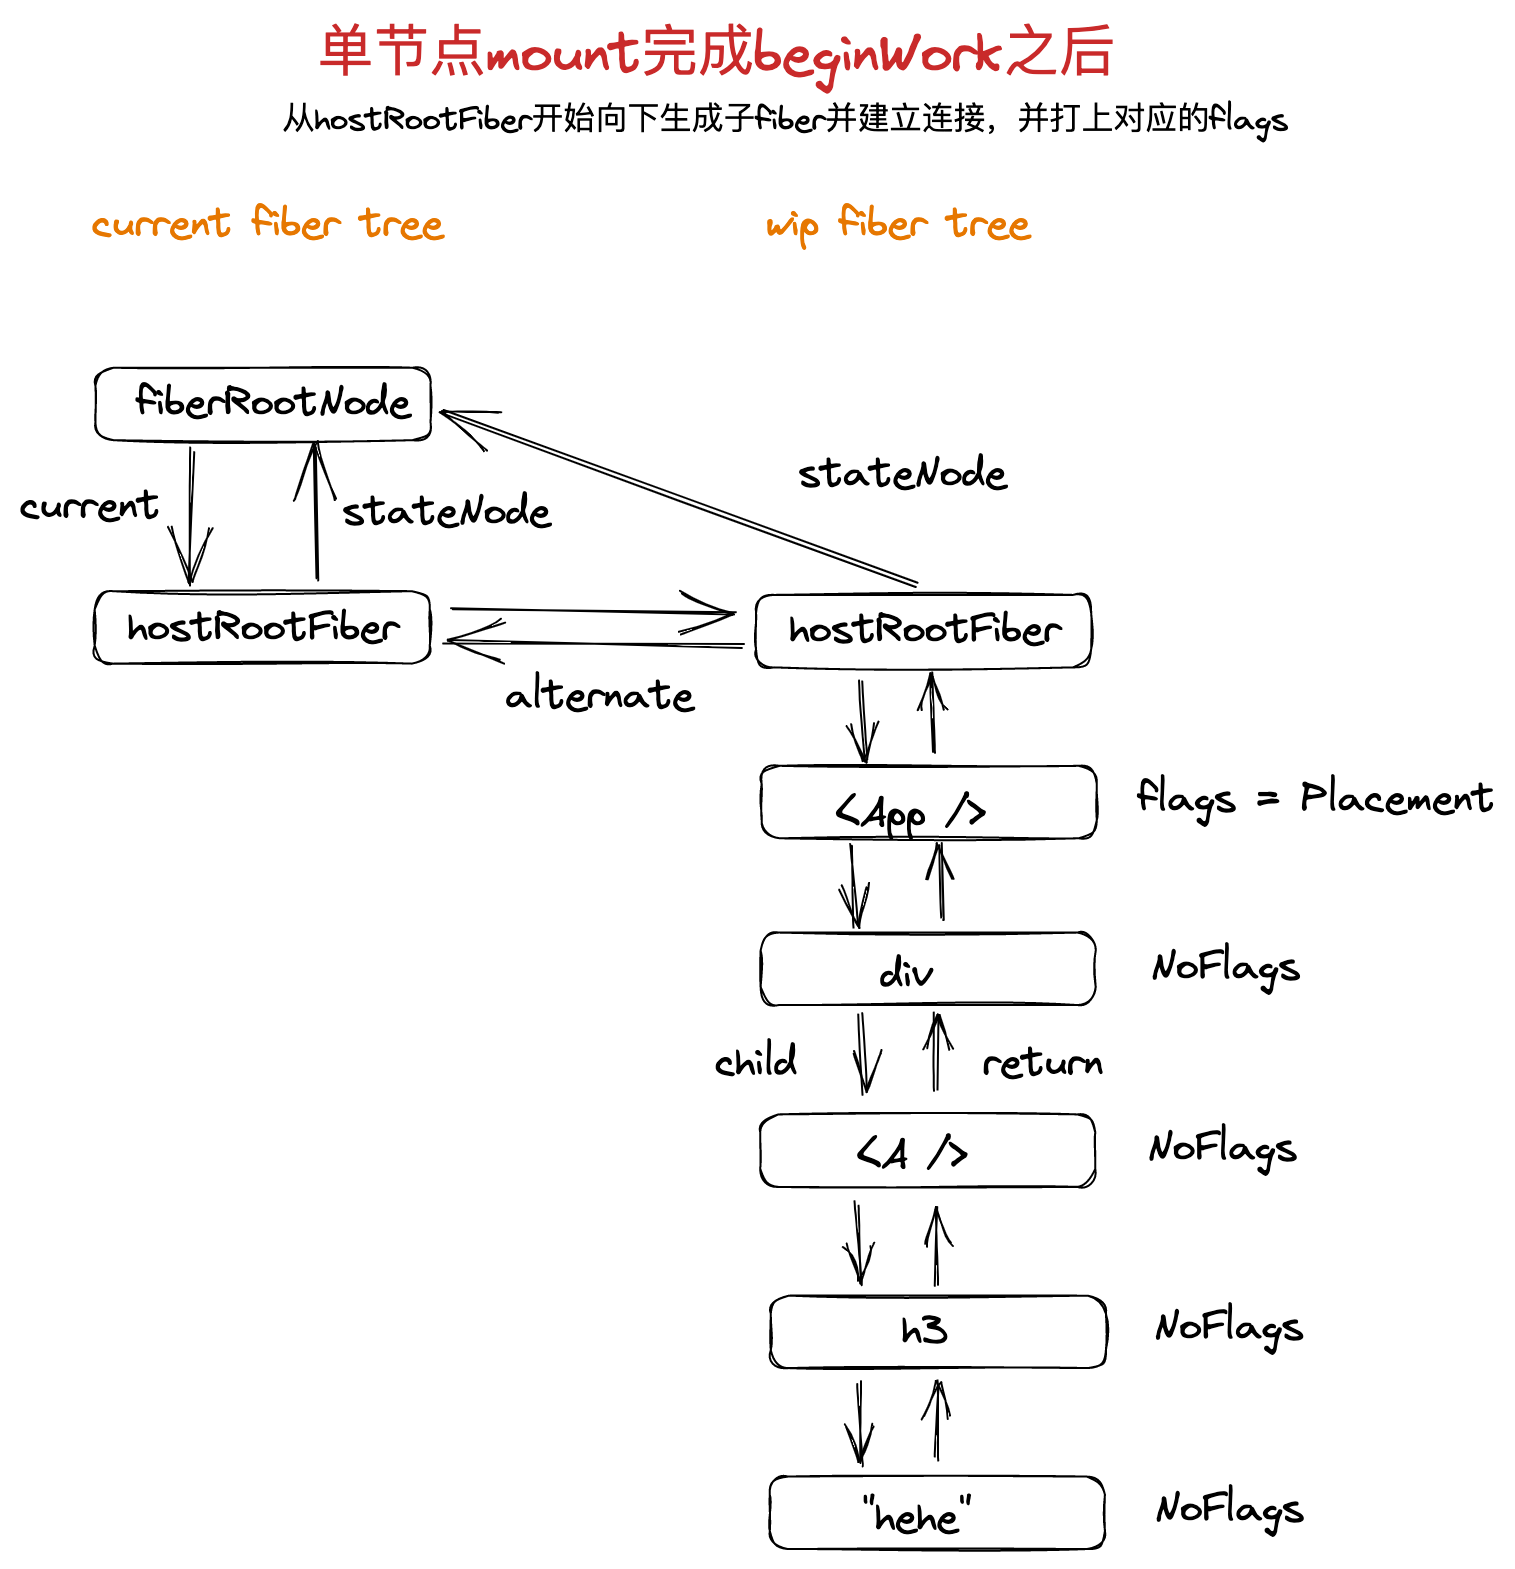 单节点mount完成beginWork之后
从hostRootFiber开始向下生成子fiber并建立连接，并打上对应的flags
current fiber tree
wip fiber tree
fiberRootNode
stateNode
current
stateNode
hostRootFiber
hostRootFiber
alternate
<App />
flags = Placement
div
NoFlags
child
return
<A />
NoFlags
h3
NoFlags
"hehe"
NoFlags